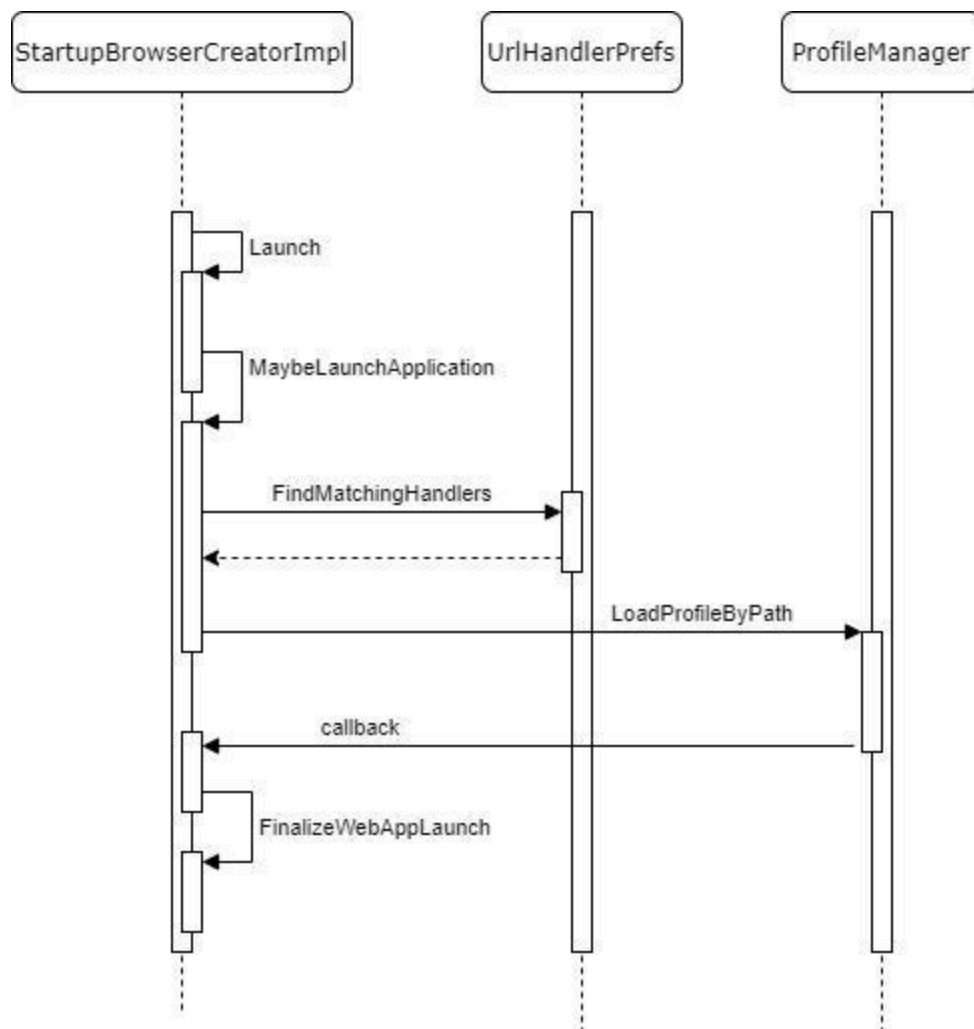 StartupBrowserCreatorImpl
UrlHandlerPrefs
ProfileManager
Launch
MaybeLaunchApplication
FindMatchingHandlers
LoadProfileByPath
callback
FinalizeWebAppLaunch